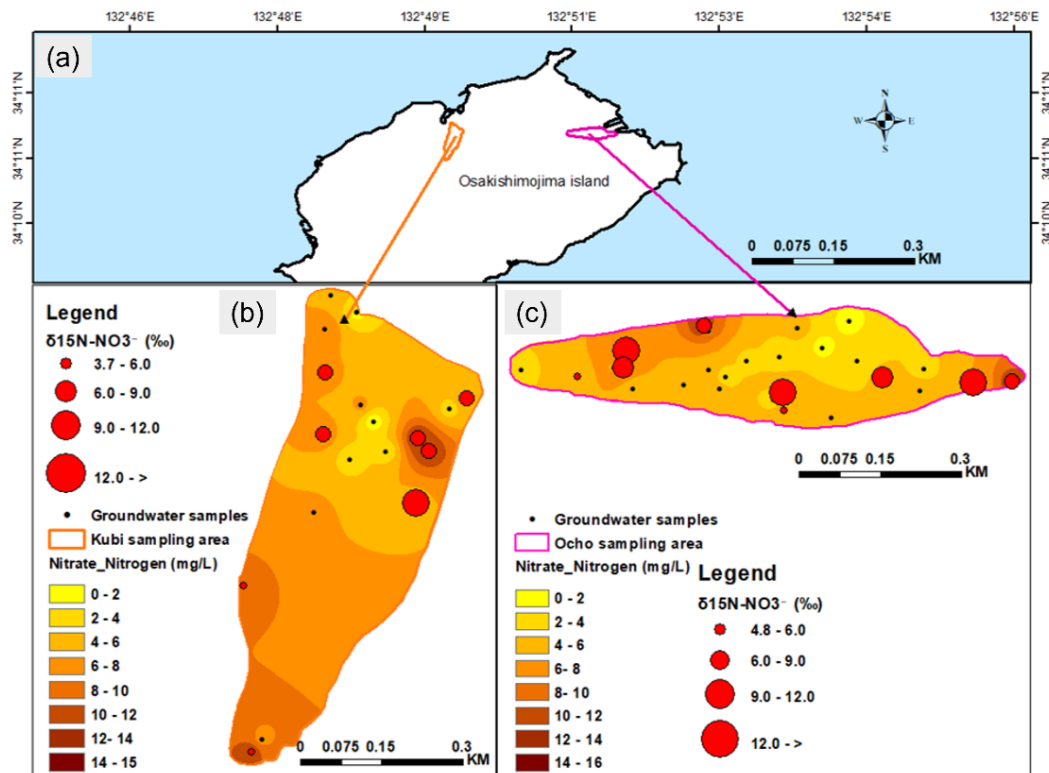 132°46'E 132°48'E 132°49'E 132°51'E 132°53'E 132°54'E 132°56'E
(a)
34°11'N 34°11'N
N
W E
S
34°11'N 34°11'N
Osakishimojima island
34°10'N 34°10'N
0 0.075 0.15 0.3
KM
(b)
Legend
δ15N-NO3⁻ (‰)
3.7 - 6.0
6.0 - 9.0
9.0 - 12.0
12.0 - >
Groundwater samples
Kubi sampling area
Nitrate_Nitrogen (mg/L)
0 - 2
2 - 4
4 - 6
6 - 8
8 - 10
10 - 12
12- 14
14 - 15
0 0.075 0.15 0.3
KM
(c)
0 0.075 0.15 0.3
KM
Groundwater samples
Ocho sampling area
Nitrate_Nitrogen (mg/L)
0 - 2
2 - 4
4 - 6
6- 8
8- 10
10 - 12
12 - 14
14 - 16
Legend
δ15N-NO3⁻ (‰)
4.8 - 6.0
6.0 - 9.0
9.0 - 12.0
12.0 - >